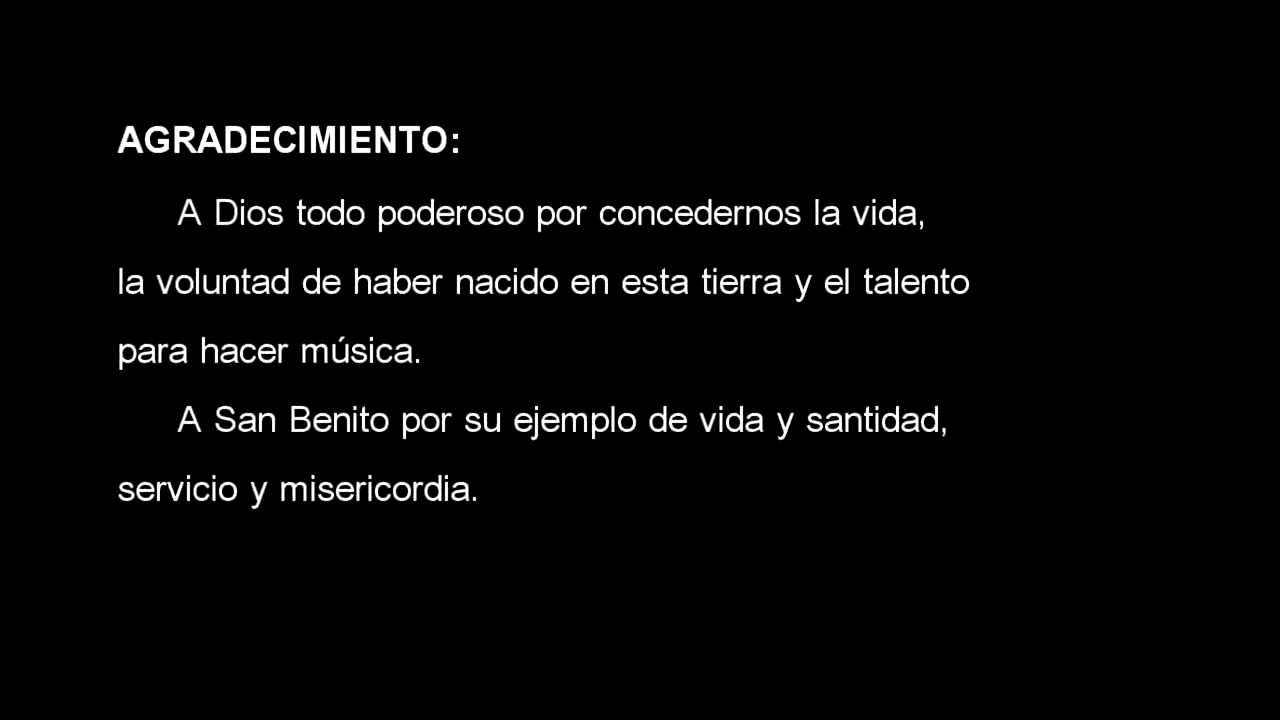 AGRADECIMIENTO:
A Dios todo poderoso por concedernos la vida,
la voluntad de haber nacido en esta tierra y el talento
para hacer música.
A San Benito por su ejemplo de vida y santidad,
servicio y misericordia.